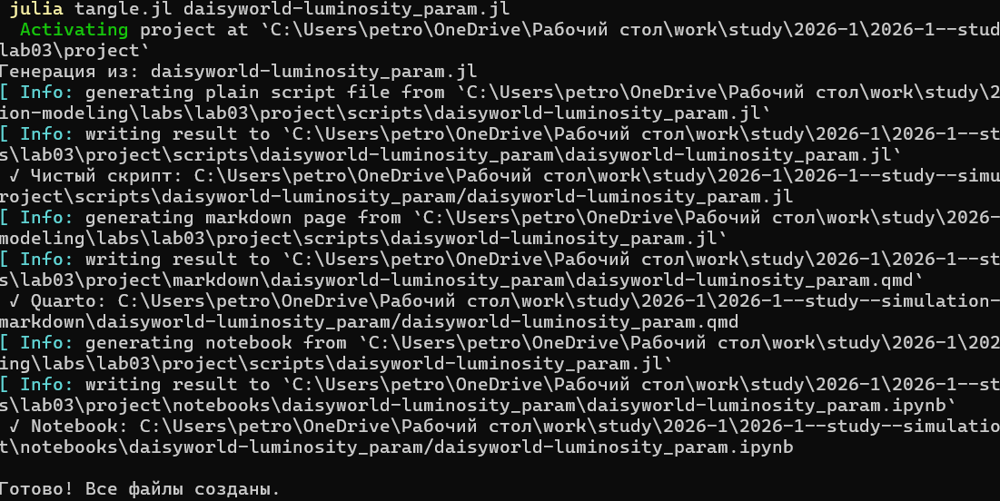 julia tangle.jl daisyworld-luminosity_param.jl
Activating project at `C:\Users\petro\OneDrive\Рабочий стол\work\study\2026-1\2026-1--stud
lab03\project`
Генерация из: daisyworld-luminosity_param.jl
[ Info: generating plain script file from `C:\Users\petro\OneDrive\Рабочий стол\work\study\2
ion-modeling\labs\lab03\project\scripts\daisyworld-luminosity_param.jl`
[ Info: writing result to `C:\Users\petro\OneDrive\Рабочий стол\work\study\2026-1\2026-1--st
s\lab03\project\scripts\daisyworld-luminosity_param\daisyworld-luminosity_param.jl`
✓ Чистый скрипт: C:\Users\petro\OneDrive\Рабочий стол\work\study\2026-1\2026-1--study--simu
roject\scripts\daisyworld-luminosity_param/daisyworld-luminosity_param.jl
[ Info: generating markdown page from `C:\Users\petro\OneDrive\Рабочий стол\work\study\2026-
modeling\labs\lab03\project\scripts\daisyworld-luminosity_param.jl`
[ Info: writing result to `C:\Users\petro\OneDrive\Рабочий стол\work\study\2026-1\2026-1--st
s\lab03\project\markdown\daisyworld-luminosity_param\daisyworld-luminosity_param.qmd`
✓ Quarto: C:\Users\petro\OneDrive\Рабочий стол\work\study\2026-1\2026-1--study--simulation-
markdown\daisyworld-luminosity_param/daisyworld-luminosity_param.qmd
[ Info: generating notebook from `C:\Users\petro\OneDrive\Рабочий стол\work\study\2026-1\202
ing\labs\lab03\project\scripts\daisyworld-luminosity_param.jl`
[ Info: writing result to `C:\Users\petro\OneDrive\Рабочий стол\work\study\2026-1\2026-1--st
s\lab03\project\notebooks\daisyworld-luminosity_param\daisyworld-luminosity_param.ipynb`
✓ Notebook: C:\Users\petro\OneDrive\Рабочий стол\work\study\2026-1\2026-1--study--simulatio
t\notebooks\daisyworld-luminosity_param/daisyworld-luminosity_param.ipynb
Готово! Все файлы созданы.